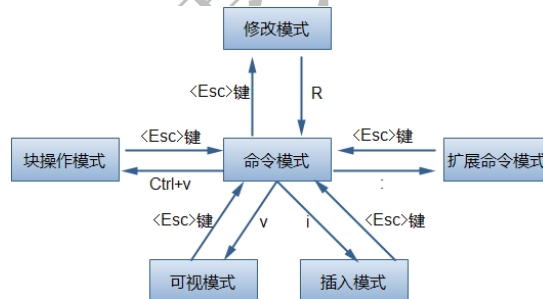 修改模式
<Esc>键
R
<Esc>键
<Esc>键
块操作模式
命令模式
扩展命令模式
Ctrl+v
:
<Esc>键
v
i
<Esc>键
可视模式
插入模式